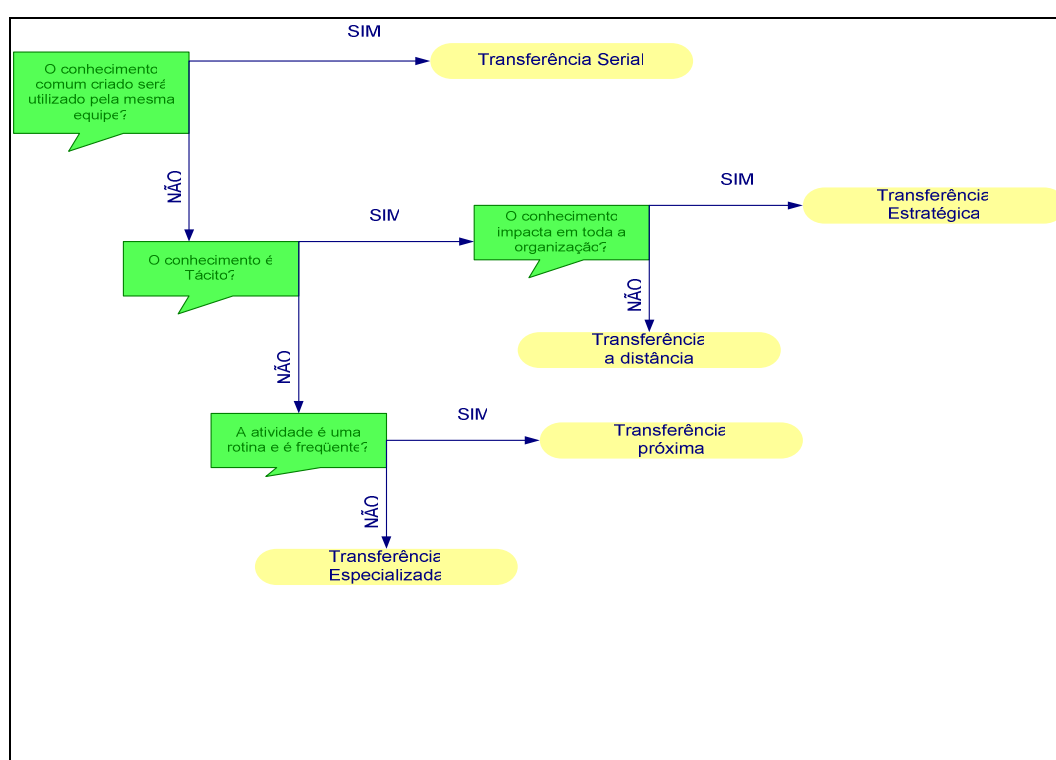 SIM
Transferência Serial
O conhecimento
comum criado será
utilizado pela mesma
equipe?
NÃO
SIM
Transferência
Estratégica
SIM
O conhecimento
impacta em toda a
organização?
O conhecimento é
Tácito?
NÃO
Transferência
a distância
NÃO
SIM
A atividade é uma
rotina e é freqüente?
Transferência
próxima
NÃO
Transferência
Especializada